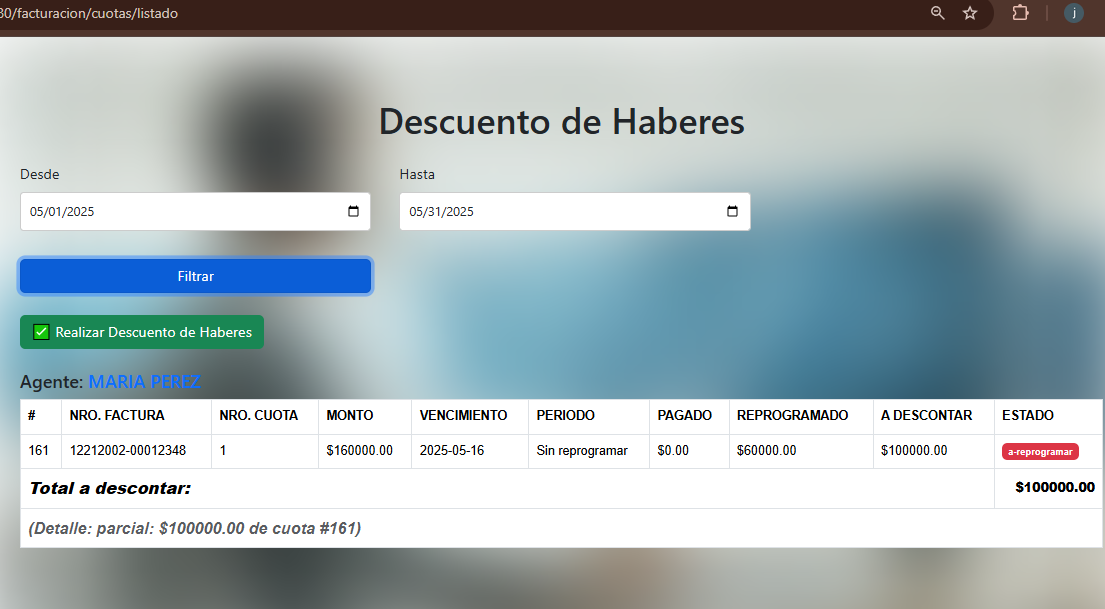 30/facturacion/cuotas/listado
j
Descuento de Haberes
Desde
Hasta
05/01/2025
05/31/2025
Filtrar
✅ Realizar Descuento de Haberes
Agente: MARIA PEREZ
# NRO. FACTURA NRO. CUOTA MONTO VENCIMIENTO PERIODO PAGADO REPROGRAMADO A DESCONTAR ESTADO
161 12212002-00012348 1 $160000.00 2025-05-16 Sin reprogramar $0.00 $60000.00 $100000.00 a-reprogramar
Total a descontar: $100000.00
(Detalle: parcial: $100000.00 de cuota #161)